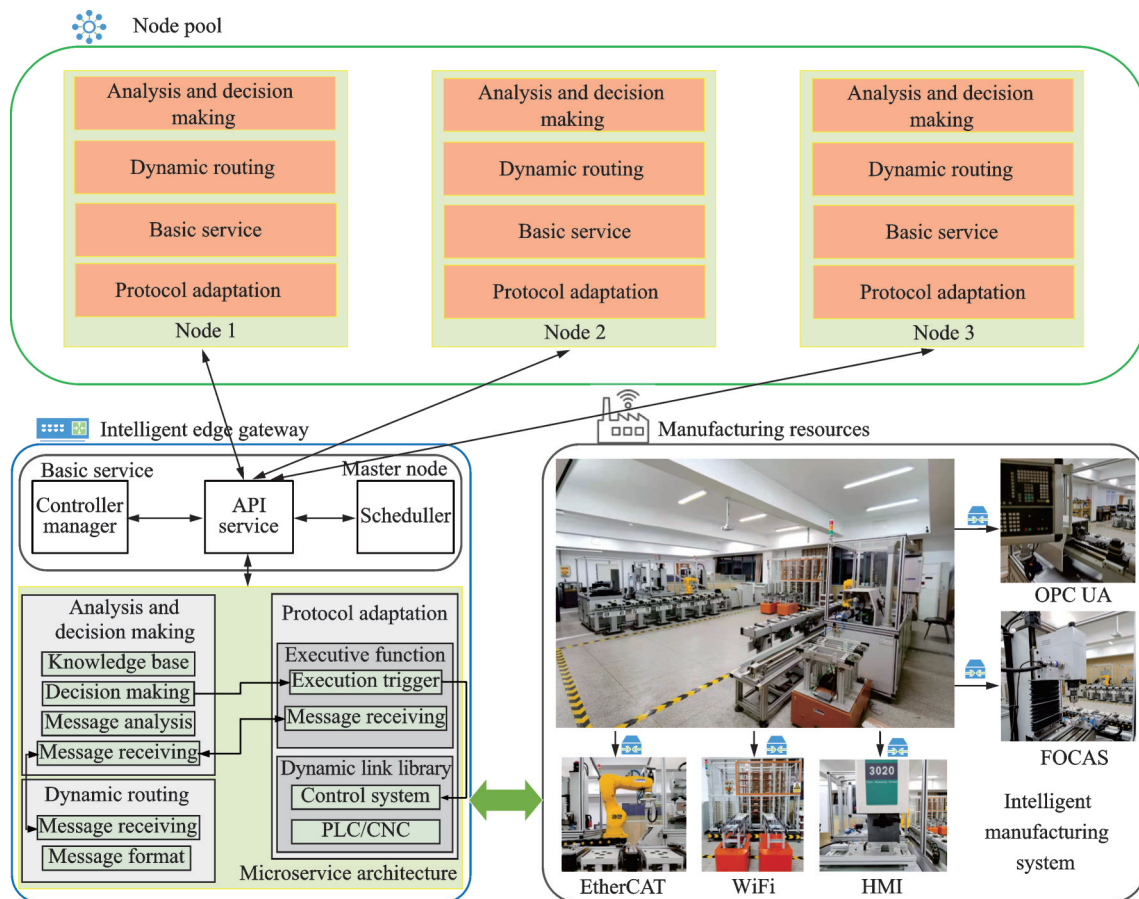 Node pool
Analysis and decision
making
Dynamic routing
Basic service
Protocol adaptation
Node 1
Analysis and decision
making
Dynamic routing
Basic service
Protocol adaptation
Node 2
Analysis and decision
making
Dynamic routing
Basic service
Protocol adaptation
Node 3
Intelligent edge gateway
Basic service
Master node
Controller
manager
API
service
Scheduller
Analysis and
decision making
Knowledge base
Decision making
Message analysis
Message receiving
Dynamic routing
Message receiving
Message format
Protocol adaptation
Executive function
Execution trigger
Message receiving
Dynamic link library
Control system
PLC/CNC
Microservice architecture
Manufacturing resources
OPC UA
FOCAS
3020
EtherCAT
WiFi
HMI
Intelligent
manufacturing
system